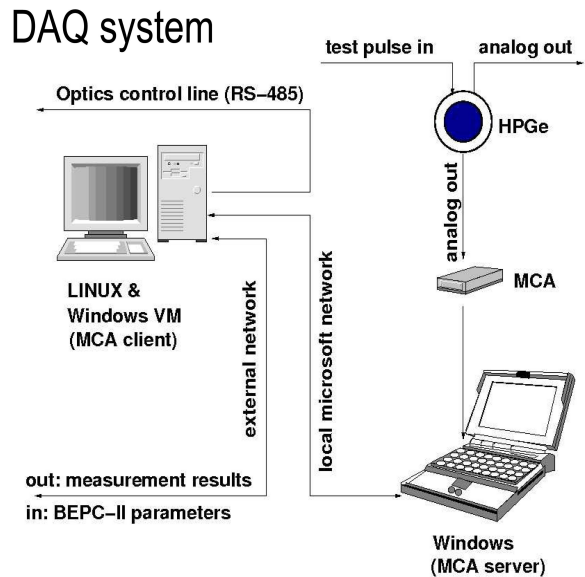 DAQ system
test pulse in
analog out
Optics control line (RS-485)
HPGe
analog out
MCA
LINUX &
Windows VM
(MCA client)
external network
local microsoft network
out: measurement results
in: BEPC-II parameters
Windows
(MCA server)